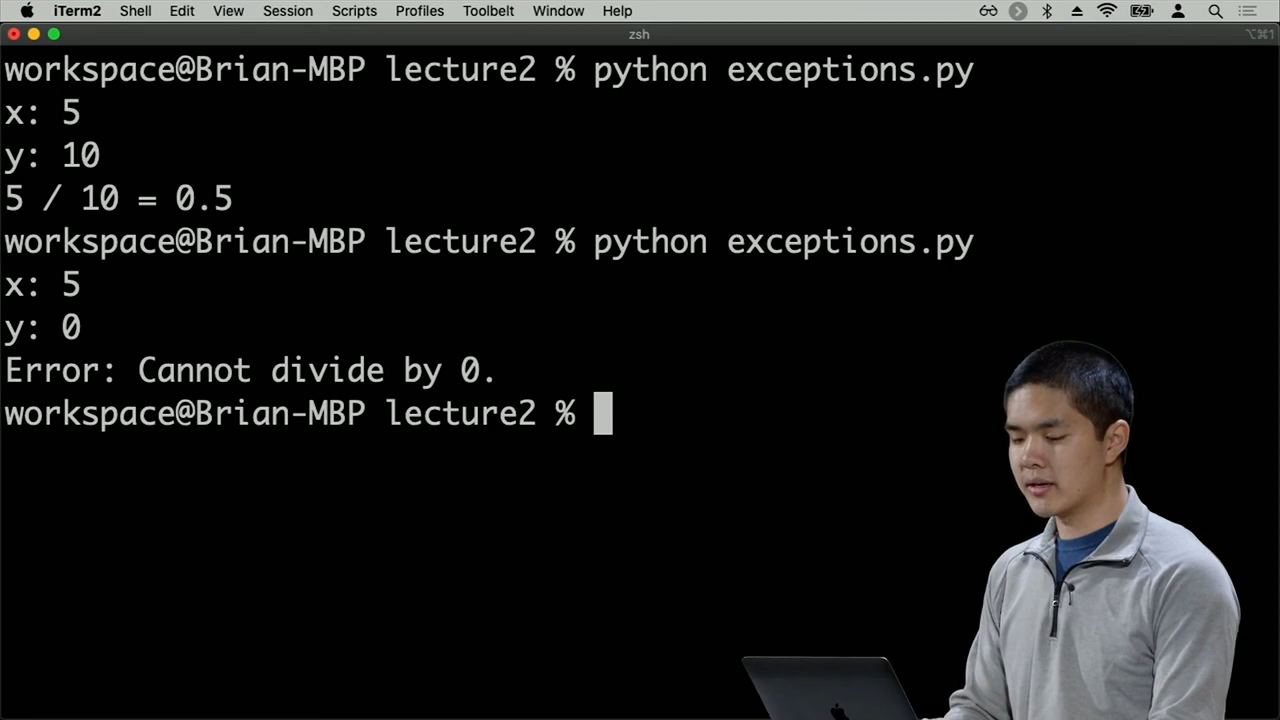 iTerm2 Shell Edit View Session Scripts Profiles Toolbelt Window Help
zsh
⌥⌘1
workspace@Brian-MBP lecture2 % python exceptions.py
x: 5
y: 10
5 / 10 = 0.5
workspace@Brian-MBP lecture2 % python exceptions.py
x: 5
y: 0
Error: Cannot divide by 0.
workspace@Brian-MBP lecture2 %